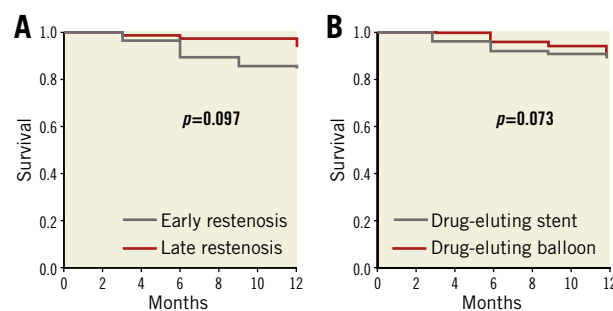 A
B
1.0
0.8
0.6
0.4
0.2
0.0
Survival
p=0.097
Early restenosis
Late restenosis
0 2 4 6 8 10 12
Months
1.0
0.8
0.6
0.4
0.2
0.0
Survival
p=0.073
Drug-eluting stent
Drug-eluting balloon
0 2 4 6 8 10 12
Months